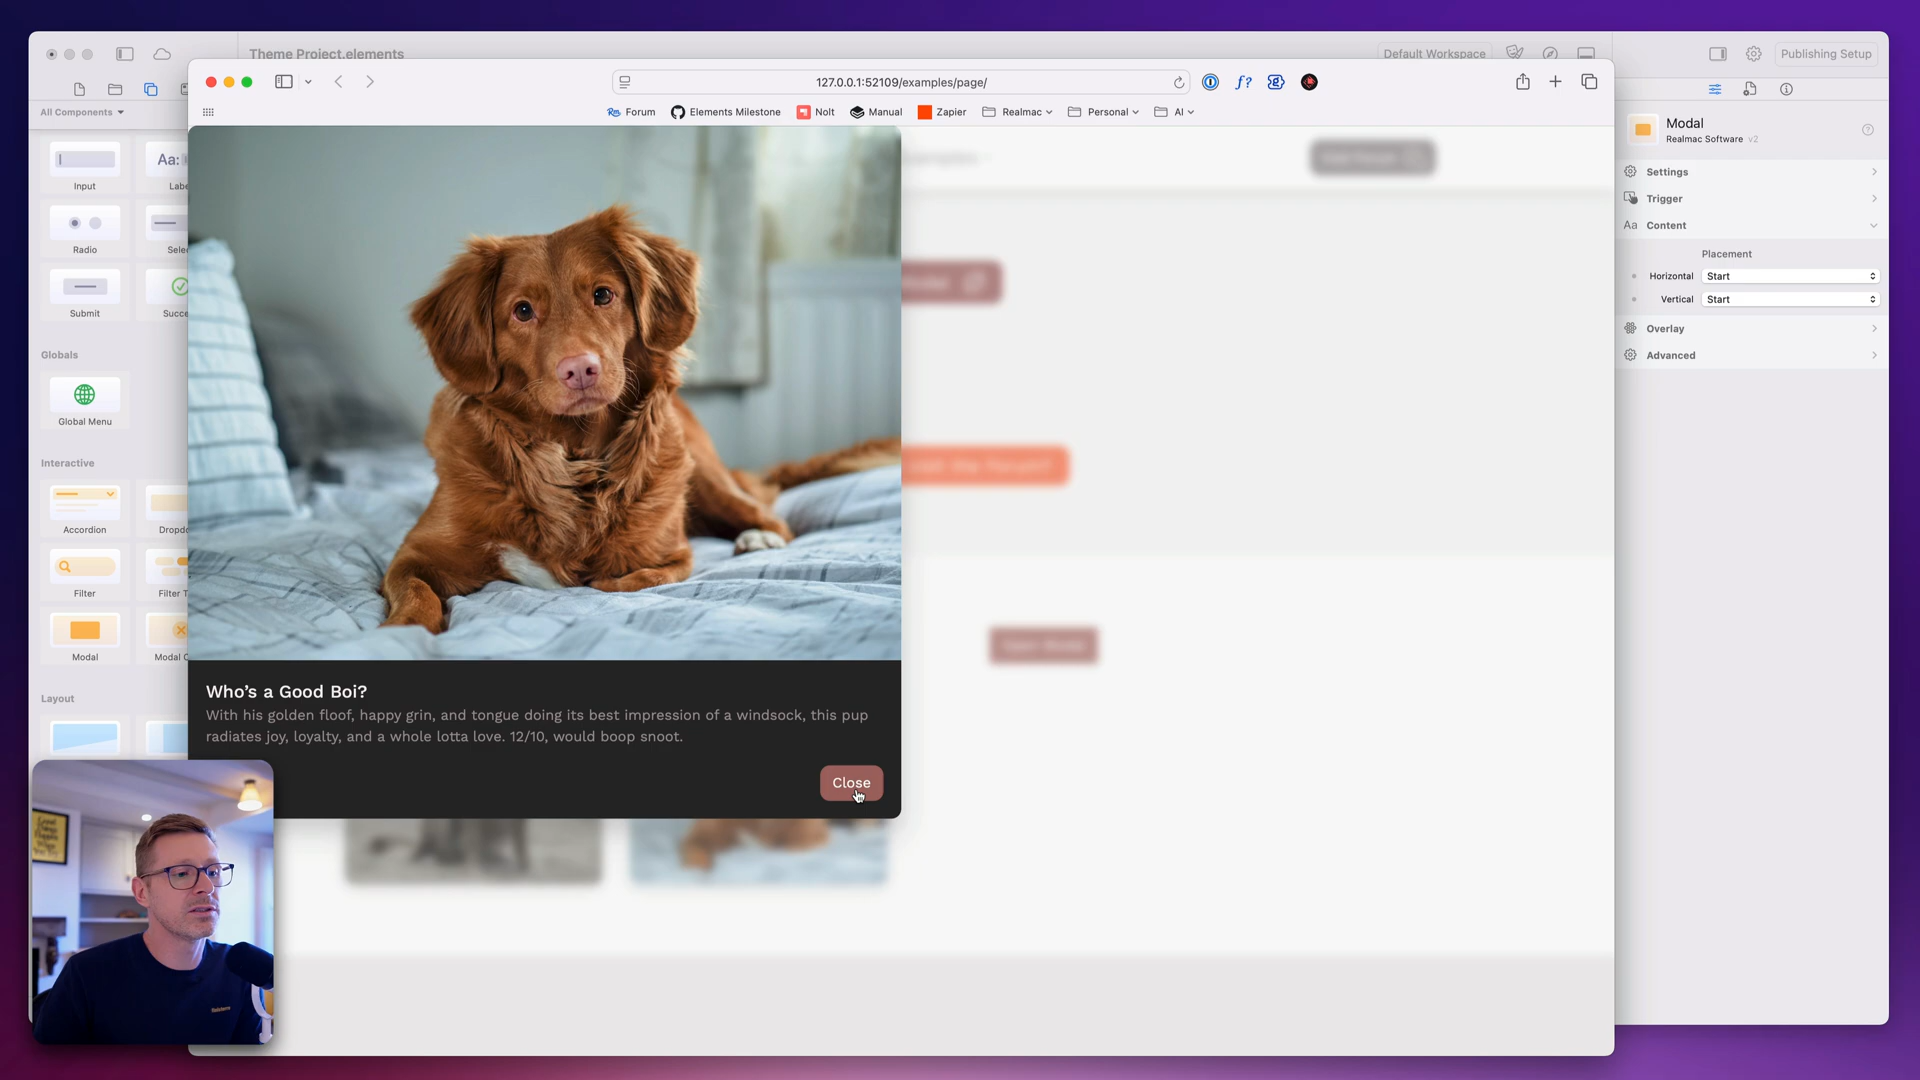 Theme Project.elements
Default Workspace
Publishing Setup
127.0.0.1:52109/examples/page/
Forum
Elements Milestone
Nolt
Manual
Zapier
Realmac
Personal
AI
All Components
Input
Radio
Submit
Globals
Global Menu
Interactive
Accordion
Filter
Modal
Layout
Aa:
Who's a Good Boi?
With his golden floof, happy grin, and tongue doing its best impression of a windsock, this pup
radiates joy, loyalty, and a whole lotta love. 12/10, would boop snoot.
Close
Modal
Realmac Software v2
Settings
Trigger
Aa Content
Placement
Horizontal Start
Vertical Start
Overlay
Advanced